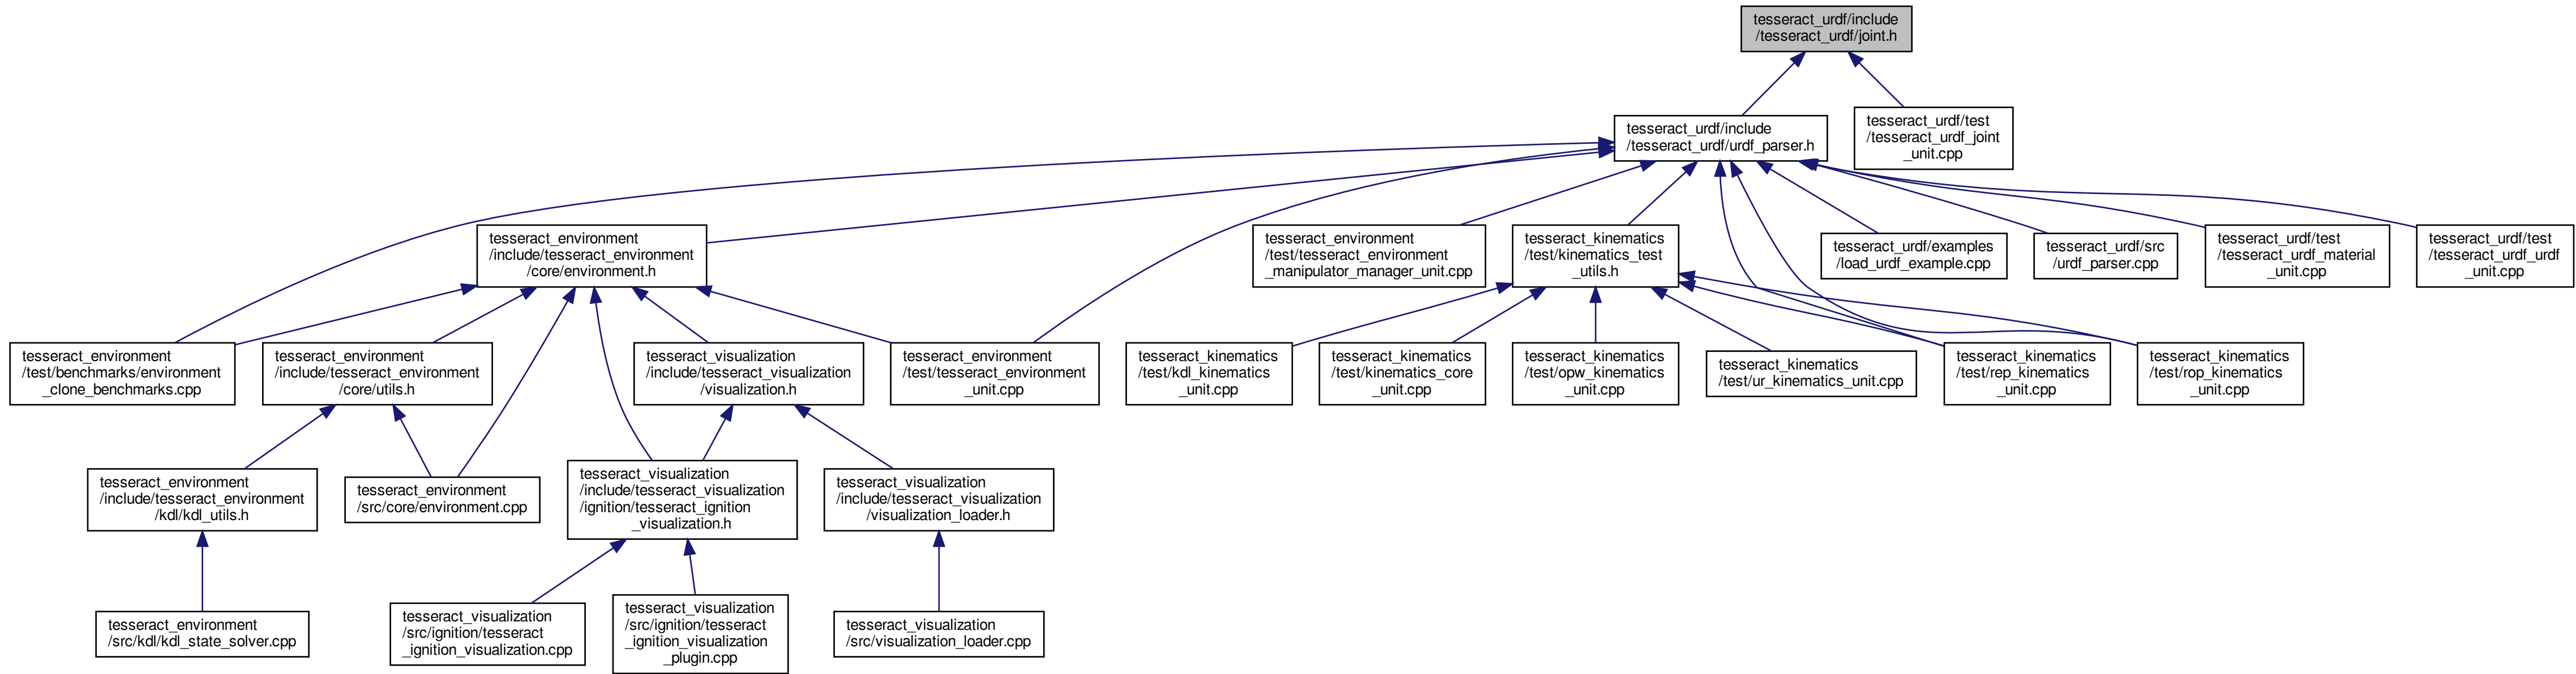 tesseract_urdf/include
/tesseract_urdf/joint.h
tesseract_urdf/include
/tesseract_urdf/urdf_parser.h
tesseract_urdf/test
/tesseract_urdf_joint
_unit.cpp
tesseract_environment
/include/tesseract_environment
/core/environment.h
tesseract_environment
/test/tesseract_environment
_manipulator_manager_unit.cpp
tesseract_kinematics
/test/kinematics_test
_utils.h
tesseract_urdf/examples
/load_urdf_example.cpp
tesseract_urdf/src
/urdf_parser.cpp
tesseract_urdf/test
/tesseract_urdf_material
_unit.cpp
tesseract_urdf/test
/tesseract_urdf_urdf
_unit.cpp
tesseract_environment
/test/benchmarks/environment
_clone_benchmarks.cpp
tesseract_environment
/include/tesseract_environment
/core/utils.h
tesseract_visualization
/include/tesseract_visualization
/visualization.h
tesseract_environment
/test/tesseract_environment
_unit.cpp
tesseract_kinematics
/test/kdl_kinematics
_unit.cpp
tesseract_kinematics
/test/kinematics_core
_unit.cpp
tesseract_kinematics
/test/opw_kinematics
_unit.cpp
tesseract_kinematics
/test/ur_kinematics_unit.cpp
tesseract_kinematics
/test/rep_kinematics
_unit.cpp
tesseract_kinematics
/test/rop_kinematics
_unit.cpp
tesseract_environment
/include/tesseract_environment
/kdl/kdl_utils.h
tesseract_environment
/src/core/environment.cpp
tesseract_visualization
/include/tesseract_visualization
/ignition/tesseract_ignition
_visualization.h
tesseract_visualization
/include/tesseract_visualization
/visualization_loader.h
tesseract_environment
/src/kdl/kdl_state_solver.cpp
tesseract_visualization
/src/ignition/tesseract
_ignition_visualization.cpp
tesseract_visualization
/src/ignition/tesseract
_ignition_visualization
_plugin.cpp
tesseract_visualization
/src/visualization_loader.cpp